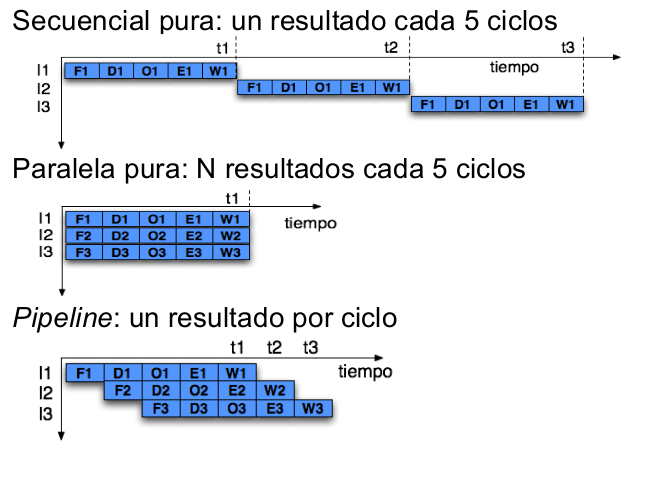 Secuencial pura: un resultado cada 5 ciclos
t1 t2 t3
I1 F1 D1 O1 E1 W1 tiempo
I2 F1 D1 O1 E1 W1
I3 F1 D1 O1 E1 W1
Paralela pura: N resultados cada 5 ciclos
t1
I1 F1 D1 O1 E1 W1 tiempo
I2 F2 D2 O2 E2 W2
I3 F3 D3 O3 E3 W3
Pipeline: un resultado por ciclo
t1 t2 t3
I1 F1 D1 O1 E1 W1 tiempo
I2 F2 D2 O2 E2 W2
I3 F3 D3 O3 E3 W3